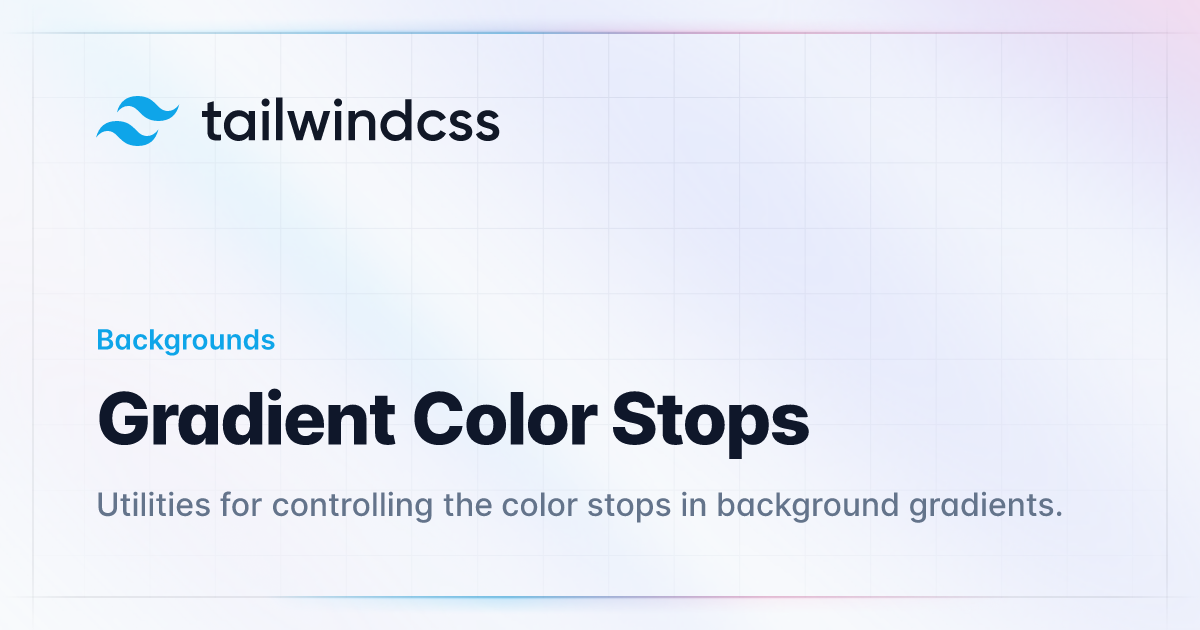 tailwindcss
Backgrounds
Gradient Color Stops
Utilities for controlling the color stops in background gradients.